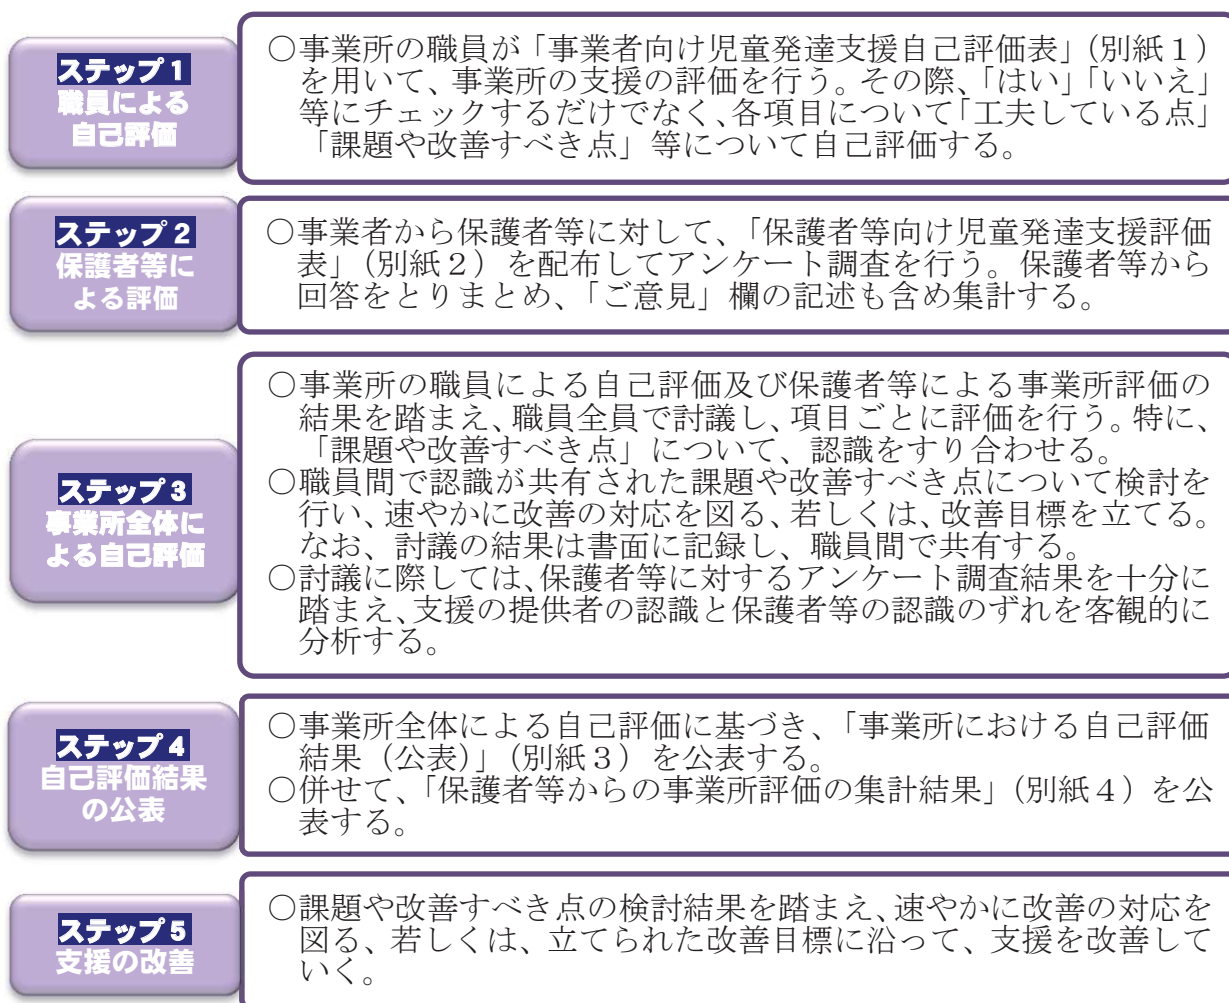 ステップ1
職員による
自己評価
○事業所の職員が「事業者向け児童発達支援自己評価表」(別紙1)
を用いて、事業所の支援の評価を行う。その際、「はい」「いいえ」
等にチェックするだけでなく、各項目について「工夫している点」
「課題や改善すべき点」等について自己評価する。
ステップ2
保護者等に
よる評価
○事業者から保護者等に対して、「保護者等向け児童発達支援評価
表」(別紙2)を配布してアンケート調査を行う。保護者等から
回答をとりまとめ、「ご意見」欄の記述も含め集計する。
ステップ3
事業所全体に
よる自己評価
○事業所の職員による自己評価及び保護者等による事業所評価の
結果を踏まえ、職員全員で討議し、項目ごとに評価を行う。特に、
「課題や改善すべき点」について、認識をすり合わせる。
○職員間で認識が共有された課題や改善すべき点について検討を
行い、速やかに改善の対応を図る、若しくは、改善目標を立てる。
なお、討議の結果は書面に記録し、職員間で共有する。
○討議に際しては、保護者等に対するアンケート調査結果を十分に
踏まえ、支援の提供者の認識と保護者等の認識のずれを客観的に
分析する。
ステップ4
自己評価結果
の公表
○事業所全体による自己評価に基づき、「事業所における自己評価
結果(公表)」(別紙3)を公表する。
○併せて、「保護者等からの事業所評価の集計結果」(別紙4)を公
表する。
ステップ5
支援の改善
○課題や改善すべき点の検討結果を踏まえ、速やかに改善の対応を
図る、若しくは、立てられた改善目標に沿って、支援を改善して
いく。